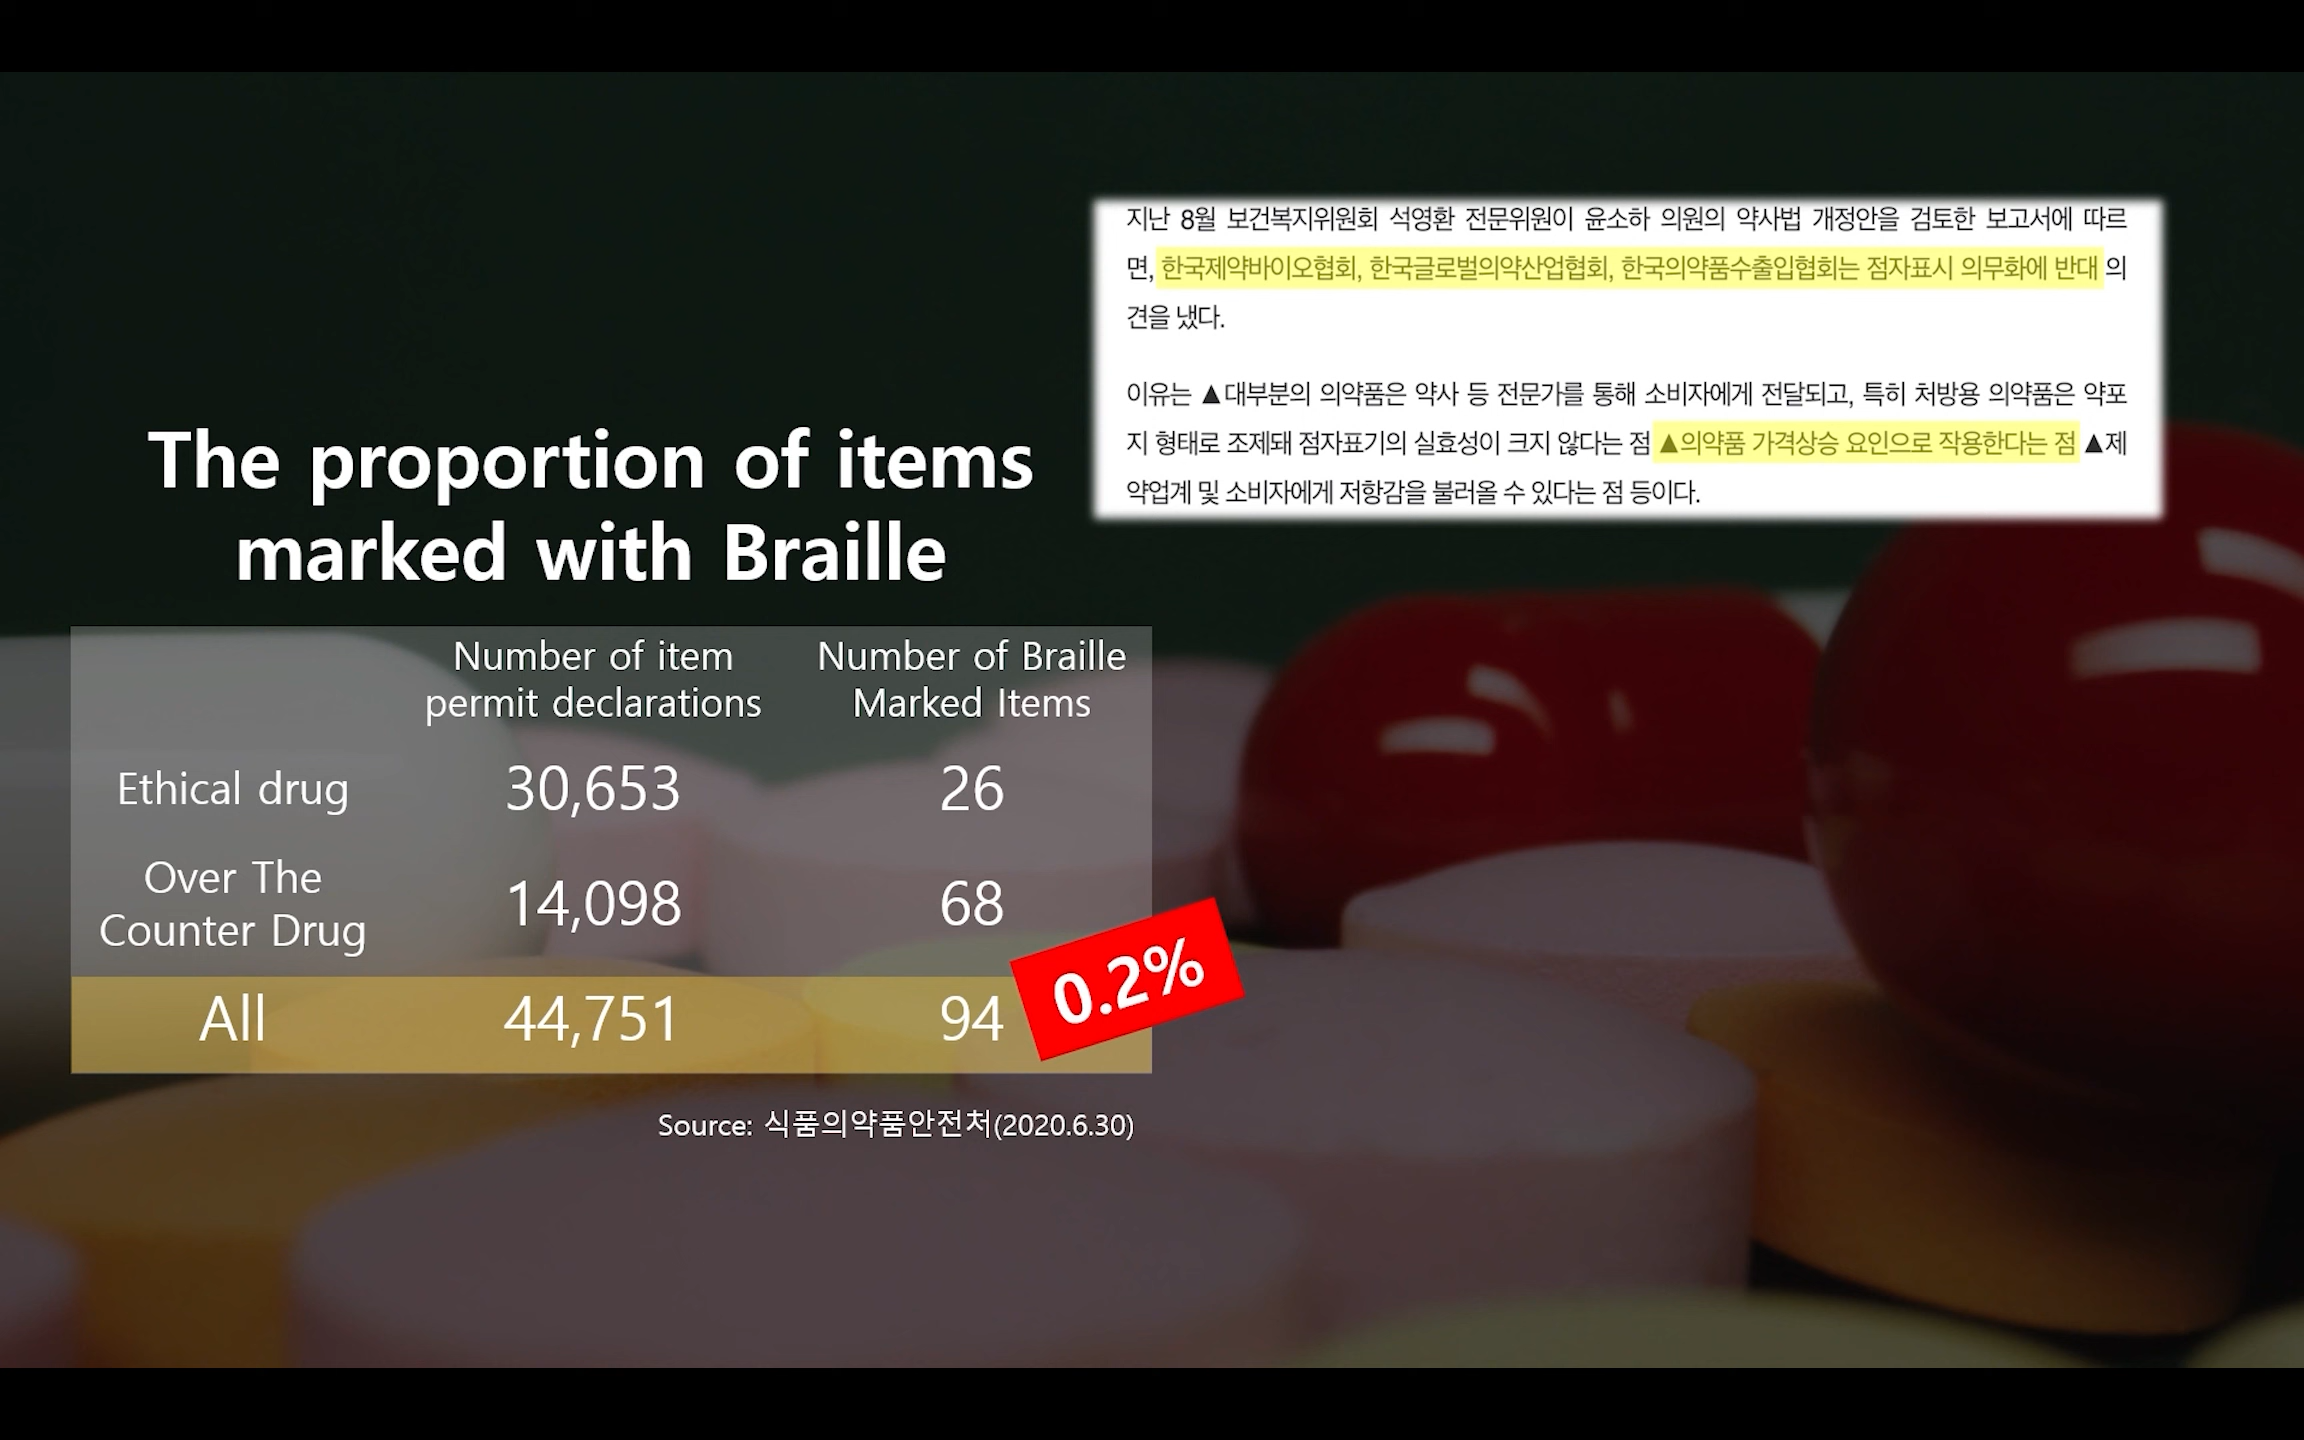 지난 8월 보건복지위원회 석영환 전문위원이 윤소하 의원의 약사법 개정안을 검토한 보고서에 따르
면, 한국제약바이오협회, 한국글로벌의약산업협회, 한국의약품수출입협회는 점자표시 의무화에 반대 의
견을 냈다.
이유는 ▲대부분의 의약품은 약사 등 전문가를 통해 소비자에게 전달되고, 특히 처방용 의약품은 약포
지 형태로 조제돼 점자표기의 실효성이 크지 않다는 점 ▲의약품 가격상승 요인으로 작용한다는 점 ▲제
약업계 및 소비자에게 저항감을 불러올 수 있다는 점 등이다.
The proportion of items
marked with Braille
Number of item
permit declarations
Number of Braille
Marked Items
Ethical drug 30,653 26
Over The
Counter Drug
14,098 68
All 44,751 94
0.2%
Source: 식품의약품안전처(2020.6.30)